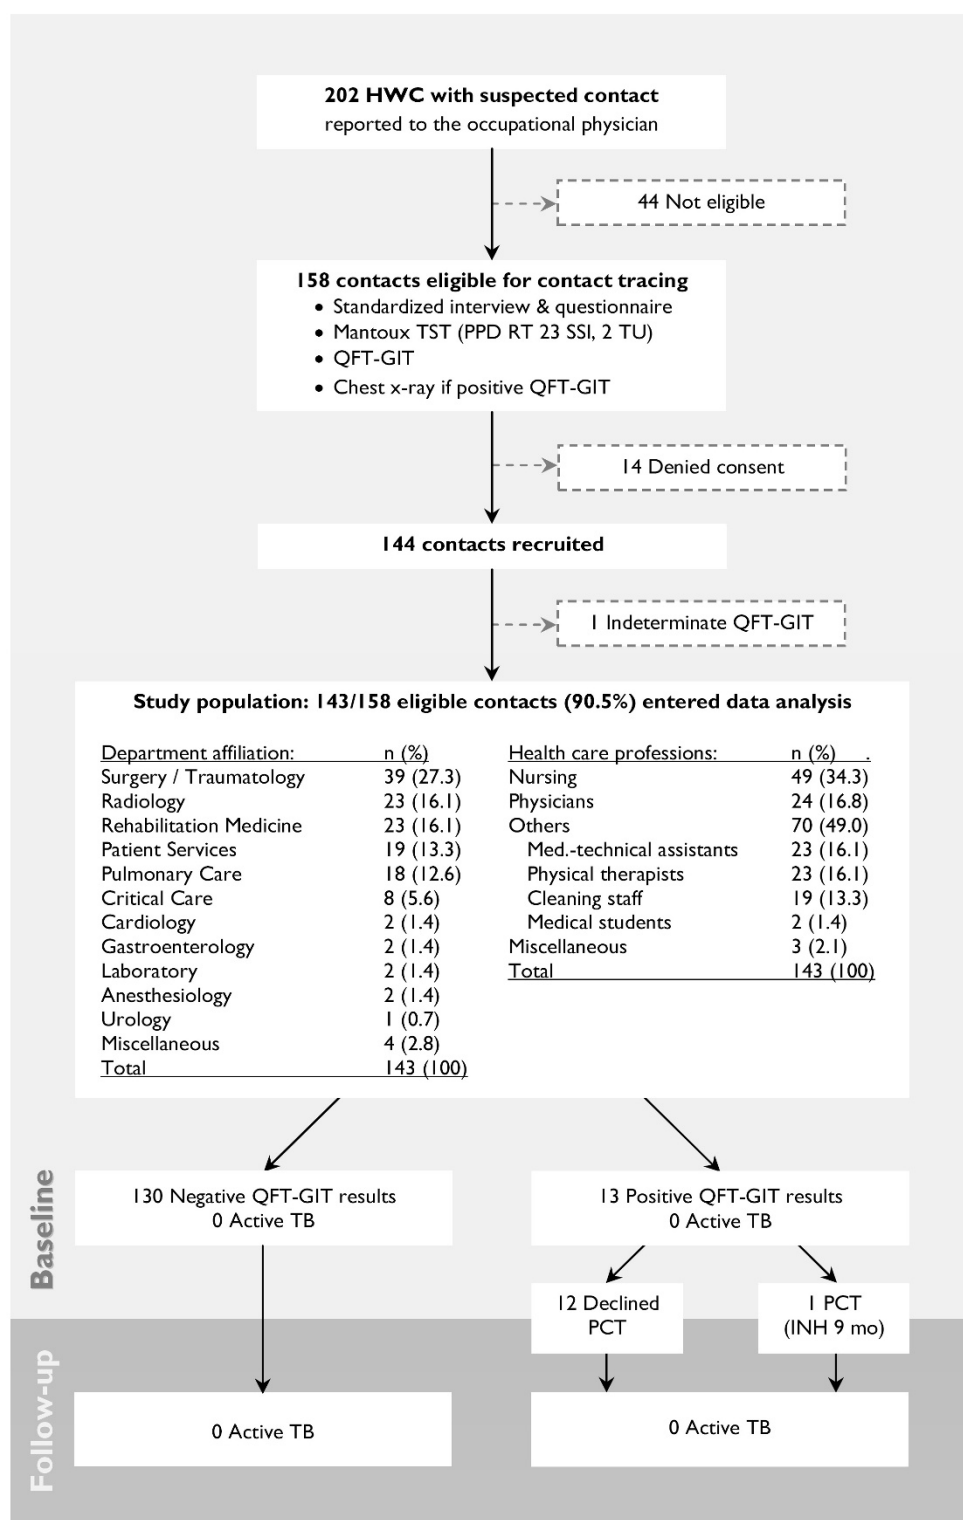 202 HWC with suspected contact
reported to the occupational physician
44 Not eligible
158 contacts eligible for contact tracing
• Standardized interview & questionnaire
• Mantoux TST (PPD RT 23 SSI, 2 TU)
• QFT-GIT
• Chest x-ray if positive QFT-GIT
14 Denied consent
144 contacts recruited
1 Indeterminate QFT-GIT
Study population: 143/158 eligible contacts (90.5%) entered data analysis
Department affiliation: n (%)
Surgery / Traumatology 39 (27.3)
Radiology 23 (16.1)
Rehabilitation Medicine 23 (16.1)
Patient Services 19 (13.3)
Pulmonary Care 18 (12.6)
Critical Care 8 (5.6)
Cardiology 2 (1.4)
Gastroenterology 2 (1.4)
Laboratory 2 (1.4)
Anesthesiology 2 (1.4)
Urology 1 (0.7)
Miscellaneous 4 (2.8)
Total 143 (100)
Health care professions: n (%) .
Nursing 49 (34.3)
Physicians 24 (16.8)
Others 70 (49.0)
Med.-technical assistants 23 (16.1)
Physical therapists 23 (16.1)
Cleaning staff 19 (13.3)
Medical students 2 (1.4)
Miscellaneous 3 (2.1)
Total 143 (100)
Baseline
130 Negative QFT-GIT results
0 Active TB
13 Positive QFT-GIT results
0 Active TB
12 Declined
PCT
1 PCT
(INH 9 mo)
Follow-up
0 Active TB
0 Active TB